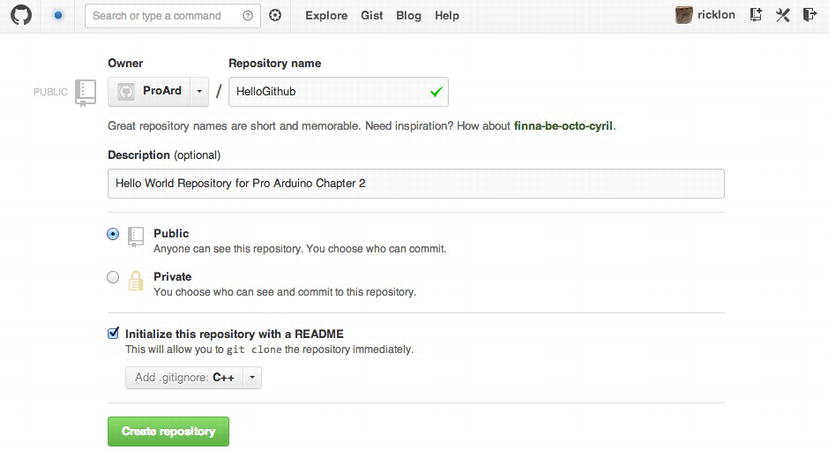 Search or type a command
Explore Gist Blog Help
ricklon
Owner
Repository name
PUBLIC
ProArd / HelloGithub
Great repository names are short and memorable. Need inspiration? How about finna-be-octo-cyril.
Description (optional)
Hello World Repository for Pro Arduino Chapter 2
Public
Anyone can see this repository. You choose who can commit.
Private
You choose who can see and commit to this repository.
Initialize this repository with a README
This will allow you to git clone the repository immediately.
Add .gitignore: C++
Create repository